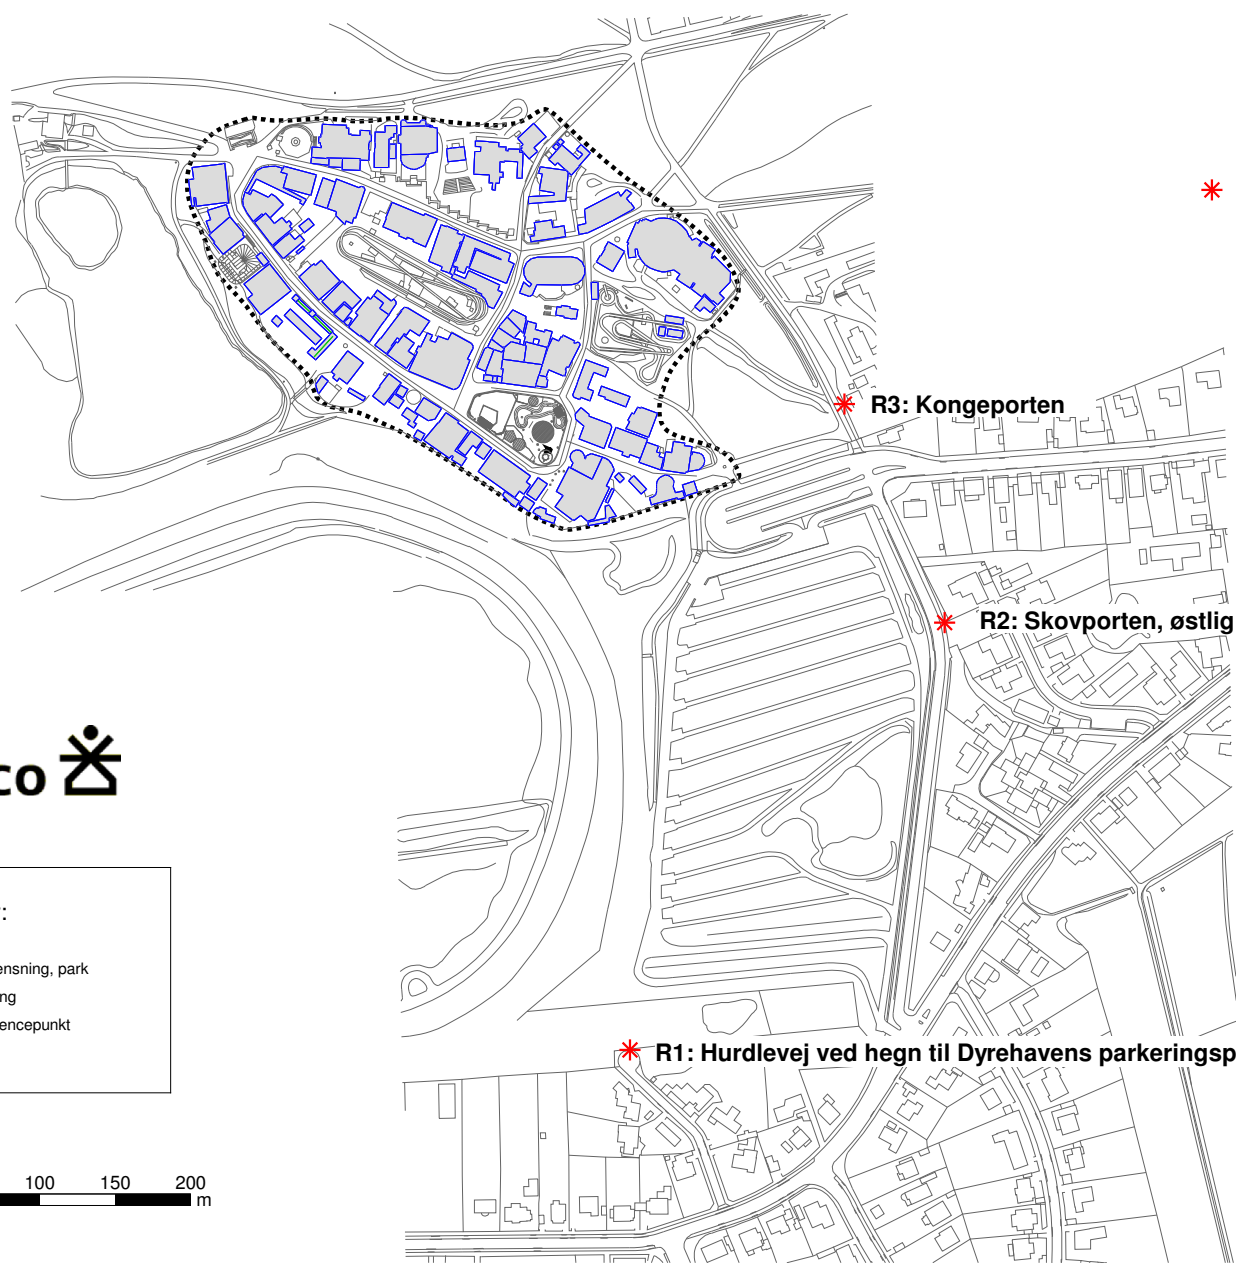 R3: Kongeporten
R2: Skovporten, østlig
co
:
ensning, park
ng
encepunkt
R1: Hurdlevej ved hegn til Dyrehavens parkeringsp
100 150 200
m